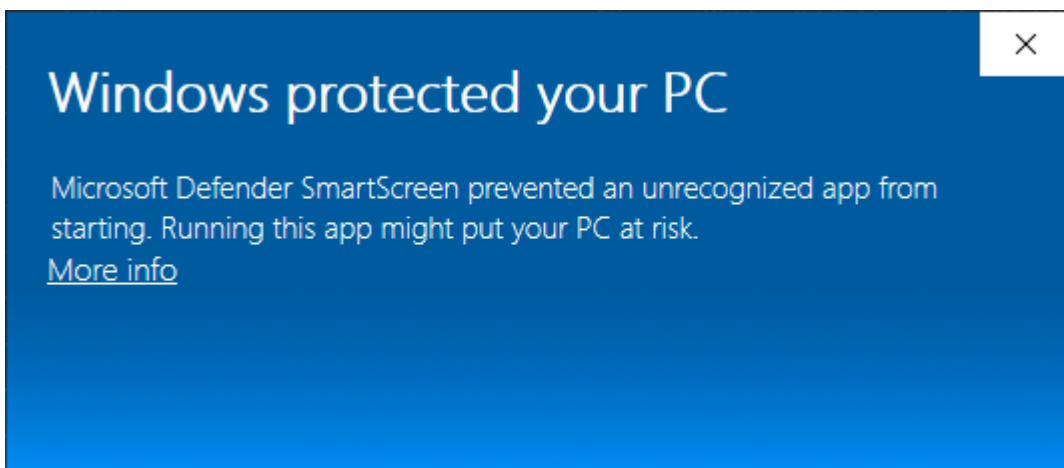 Windows protected your PC
Microsoft Defender SmartScreen prevented an unrecognized app from
starting. Running this app might put your PC at risk.
More info